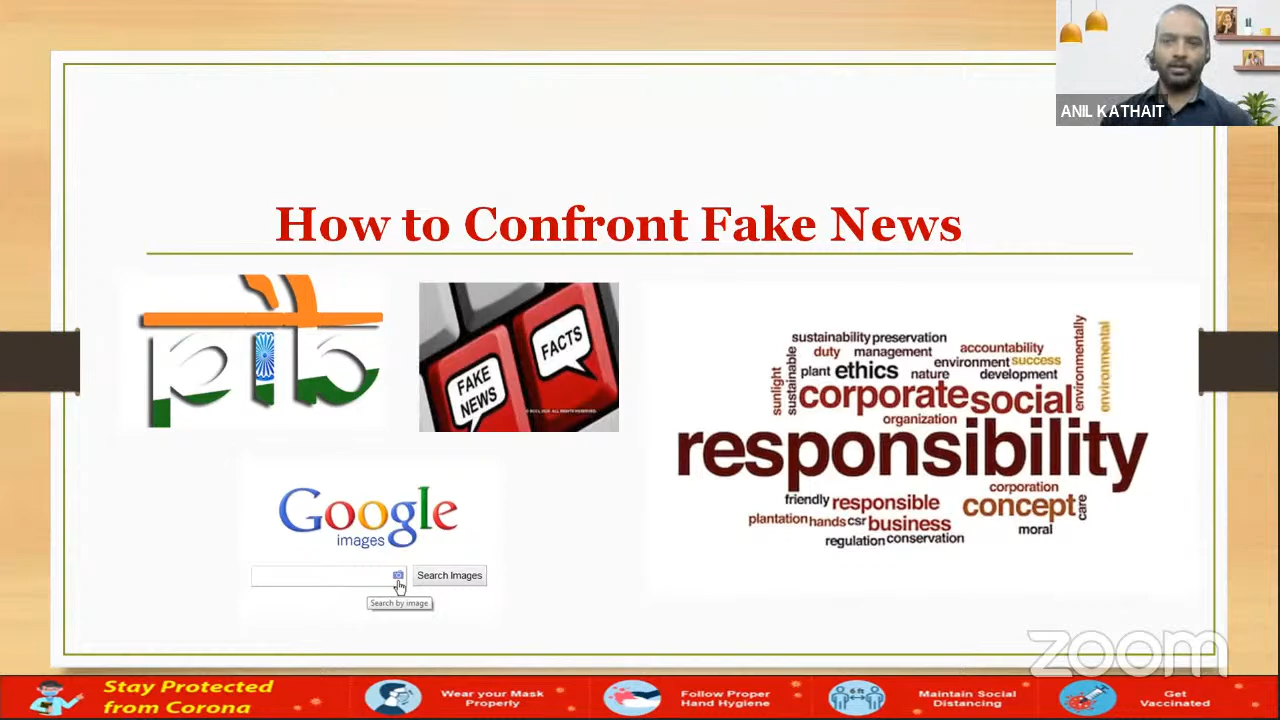 ANIL KATHAIT
How to Confront Fake News
pib
FAKE
NEWS
FACTS
sustainability preservation
duty management accountability
environment success
plant ethics nature development
sunlight
sustainable
environmentally
environmental
corporate social
organization
responsibility
corporation
friendly responsible concept care
plantation hands csr business moral
regulation conservation
Google
images
Search Images
Search by image
zoom
Stay Protected
from Corona
Wear your Mask
Properly
Follow Proper
Hand Hygiene
6 ft
Maintain Social
Distancing
Get
Vaccinated